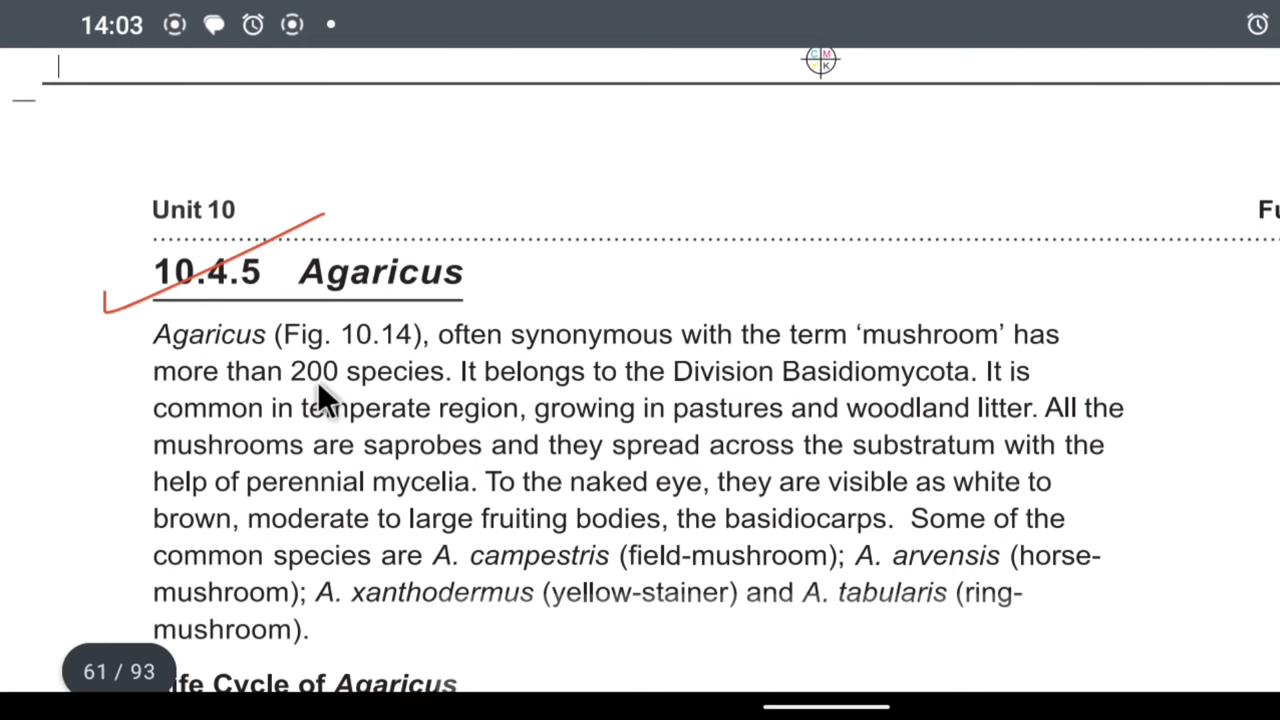 14:03
C M
Y K
Unit 10
10.4.5 Agaricus
Agaricus (Fig. 10.14), often synonymous with the term ‘mushroom’ has
more than 200 species. It belongs to the Division Basidiomycota. It is
common in temperate region, growing in pastures and woodland litter. All the
mushrooms are saprobes and they spread across the substratum with the
help of perennial mycelia. To the naked eye, they are visible as white to
brown, moderate to large fruiting bodies, the basidiocarps. Some of the
common species are A. campestris (field-mushroom); A. arvensis (horse-
mushroom); A. xanthodermus (yellow-stainer) and A. tabularis (ring-
mushroom).
61 / 93
ife Cycle of Agaricus